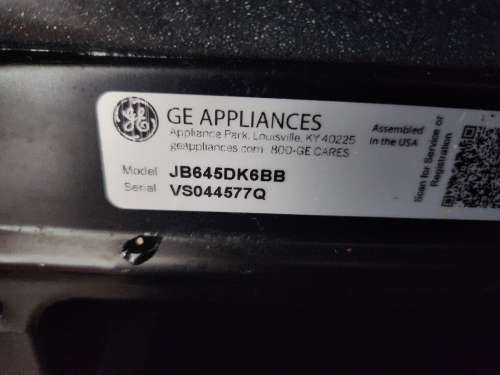 GE
GE APPLIANCES
Appliance Park, Louisville, KY 40225
geappliances.com 800-GE CARES
Model JB645DK6BB
Serial VS044577Q
Assembled
in the USA
Scan for Service or
Registration